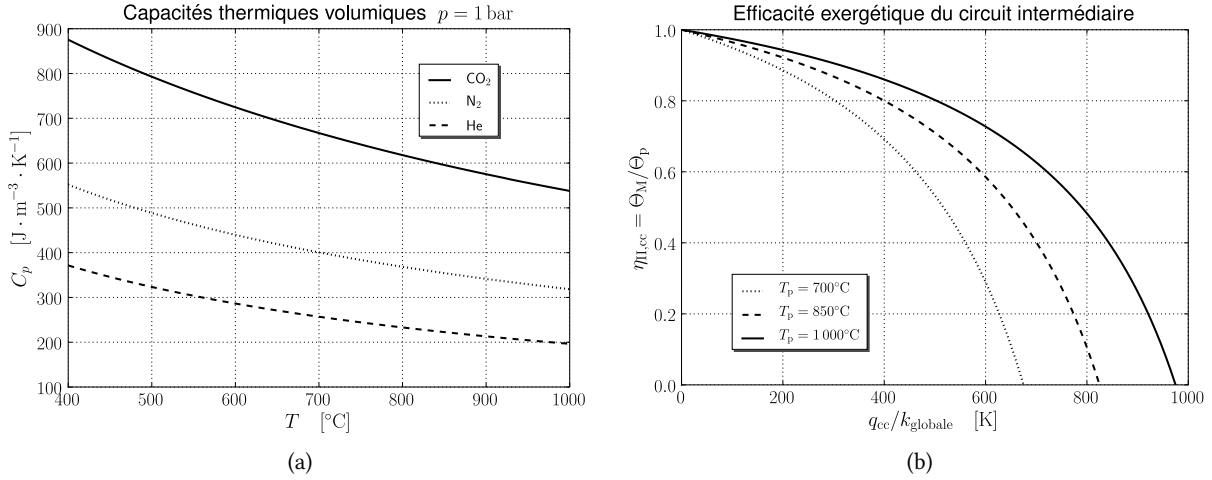 Capacités thermiques volumiques p = 1 bar
900
800
700
600
500
400
300
200
100
C_p [J · m⁻³ · K⁻¹]
CO₂
N₂
He
400 500 600 700 800 900 1000
T [°C]
(a)
Efficacité exergétique du circuit intermédiaire
1.0
0.8
0.6
0.4
0.2
0.0
η_II,cc = Θ_M/Θ_p
T_p = 700°C
T_p = 850°C
T_p = 1 000°C
0 200 400 600 800 1000
q_cc/k_globale [K]
(b)